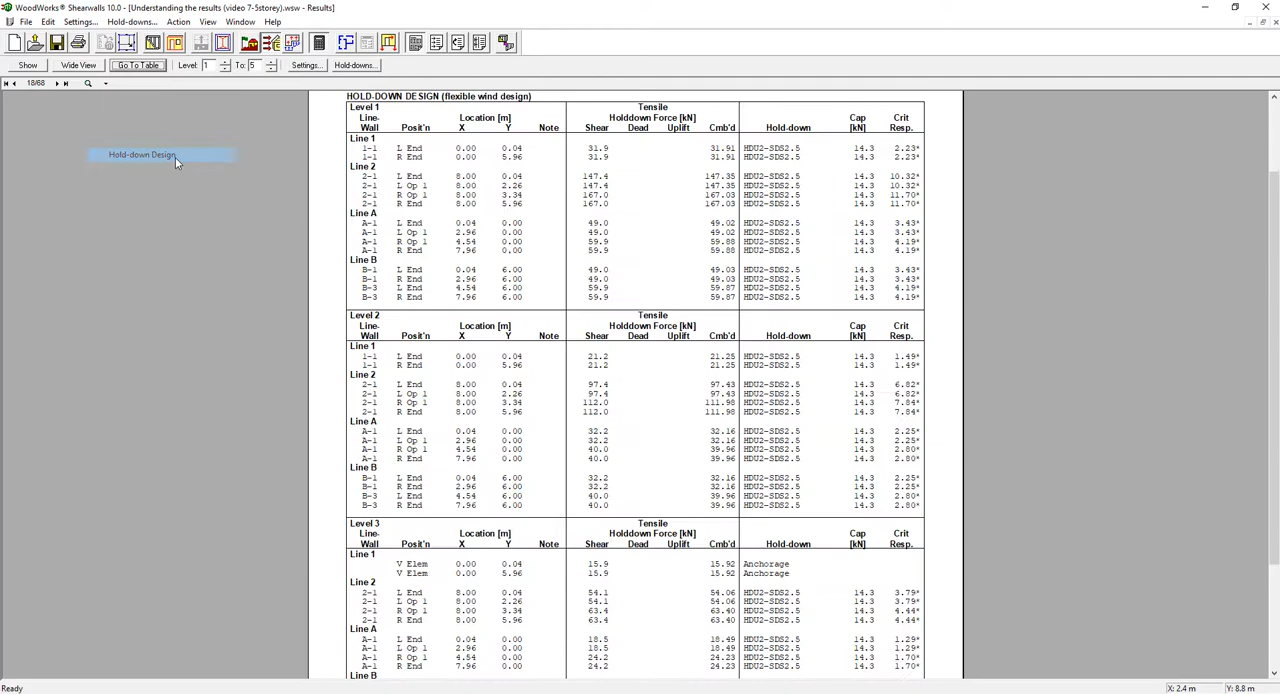 WoodWorks® Shearwalls 10.0 - [Understanding the results (video 7-5storey).wsw - Results]
File Edit Settings... Hold-downs... Action View Window Help
Show Wide View Go To Table Level: 1 To: 5 Settings... Hold-downs...
18/68
Hold-down Design
HOLD-DOWN DESIGN (flexible wind design)
Level 1 Tensile
Line- Location [m] Holddown Force [kN] Cap Crit
Wall Posit'n X Y Note Shear Dead Uplift Cmb'd Hold-down [kN] Resp.
Line 1
1-1 L End 0.00 0.04 31.9 31.91 HDU2-SDS2.5 14.3 2.23*
1-1 R End 0.00 5.96 31.9 31.91 HDU2-SDS2.5 14.3 2.23*
Line 2
2-1 L End 8.00 0.04 147.4 147.35 HDU2-SDS2.5 14.3 10.32*
2-1 L Op 1 8.00 2.26 147.4 147.35 HDU2-SDS2.5 14.3 10.32*
2-1 R Op 1 8.00 3.34 167.0 167.03 HDU2-SDS2.5 14.3 11.70*
2-1 R End 8.00 5.96 167.0 167.03 HDU2-SDS2.5 14.3 11.70*
Line A
A-1 L End 0.04 0.00 49.0 49.02 HDU2-SDS2.5 14.3 3.43*
A-1 L Op 1 2.96 0.00 49.0 49.02 HDU2-SDS2.5 14.3 3.43*
A-1 R Op 1 4.54 0.00 59.9 59.88 HDU2-SDS2.5 14.3 4.19*
A-1 R End 7.96 0.00 59.9 59.88 HDU2-SDS2.5 14.3 4.19*
Line B
B-1 L End 0.04 6.00 49.0 49.03 HDU2-SDS2.5 14.3 3.43*
B-1 R End 2.96 6.00 49.0 49.03 HDU2-SDS2.5 14.3 3.43*
B-3 L End 4.54 6.00 59.9 59.87 HDU2-SDS2.5 14.3 4.19*
B-3 R End 7.96 6.00 59.9 59.87 HDU2-SDS2.5 14.3 4.19*
Level 2 Tensile
Line- Location [m] Holddown Force [kN] Cap Crit
Wall Posit'n X Y Note Shear Dead Uplift Cmb'd Hold-down [kN] Resp.
Line 1
1-1 L End 0.00 0.04 21.2 21.25 HDU2-SDS2.5 14.3 1.49*
1-1 R End 0.00 5.96 21.2 21.25 HDU2-SDS2.5 14.3 1.49*
Line 2
2-1 L End 8.00 0.04 97.4 97.43 HDU2-SDS2.5 14.3 6.82*
2-1 L Op 1 8.00 2.26 97.4 97.43 HDU2-SDS2.5 14.3 6.82*
2-1 R Op 1 8.00 3.34 112.0 111.98 HDU2-SDS2.5 14.3 7.84*
2-1 R End 8.00 5.96 112.0 111.98 HDU2-SDS2.5 14.3 7.84*
Line A
A-1 L End 0.04 0.00 32.2 32.16 HDU2-SDS2.5 14.3 2.25*
A-1 L Op 1 2.96 0.00 32.2 32.16 HDU2-SDS2.5 14.3 2.25*
A-1 R Op 1 4.54 0.00 40.0 39.96 HDU2-SDS2.5 14.3 2.80*
A-1 R End 7.96 0.00 40.0 39.96 HDU2-SDS2.5 14.3 2.80*
Line B
B-1 L End 0.04 6.00 32.2 32.16 HDU2-SDS2.5 14.3 2.25*
B-1 R End 2.96 6.00 32.2 32.16 HDU2-SDS2.5 14.3 2.25*
B-3 L End 4.54 6.00 40.0 39.96 HDU2-SDS2.5 14.3 2.80*
B-3 R End 7.96 6.00 40.0 39.96 HDU2-SDS2.5 14.3 2.80*
Level 3 Tensile
Line- Location [m] Holddown Force [kN] Cap Crit
Wall Posit'n X Y Note Shear Dead Uplift Cmb'd Hold-down [kN] Resp.
Line 1
V Elem 0.00 0.04 15.9 15.92 Anchorage
V Elem 0.00 5.96 15.9 15.92 Anchorage
Line 2
2-1 L End 8.00 0.04 54.1 54.06 HDU2-SDS2.5 14.3 3.79*
2-1 L Op 1 8.00 2.26 54.1 54.06 HDU2-SDS2.5 14.3 3.79*
2-1 R Op 1 8.00 3.34 63.4 63.40 HDU2-SDS2.5 14.3 4.44*
2-1 R End 8.00 5.96 63.4 63.40 HDU2-SDS2.5 14.3 4.44*
Line A
A-1 L End 0.04 0.00 18.5 18.49 HDU2-SDS2.5 14.3 1.29*
A-1 L Op 1 2.96 0.00 18.5 18.49 HDU2-SDS2.5 14.3 1.29*
A-1 R Op 1 4.54 0.00 24.2 24.23 HDU2-SDS2.5 14.3 1.70*
A-1 R End 7.96 0.00 24.2 24.23 HDU2-SDS2.5 14.3 1.70*
Line B
Ready X: 2.4 m Y: 8.8 m